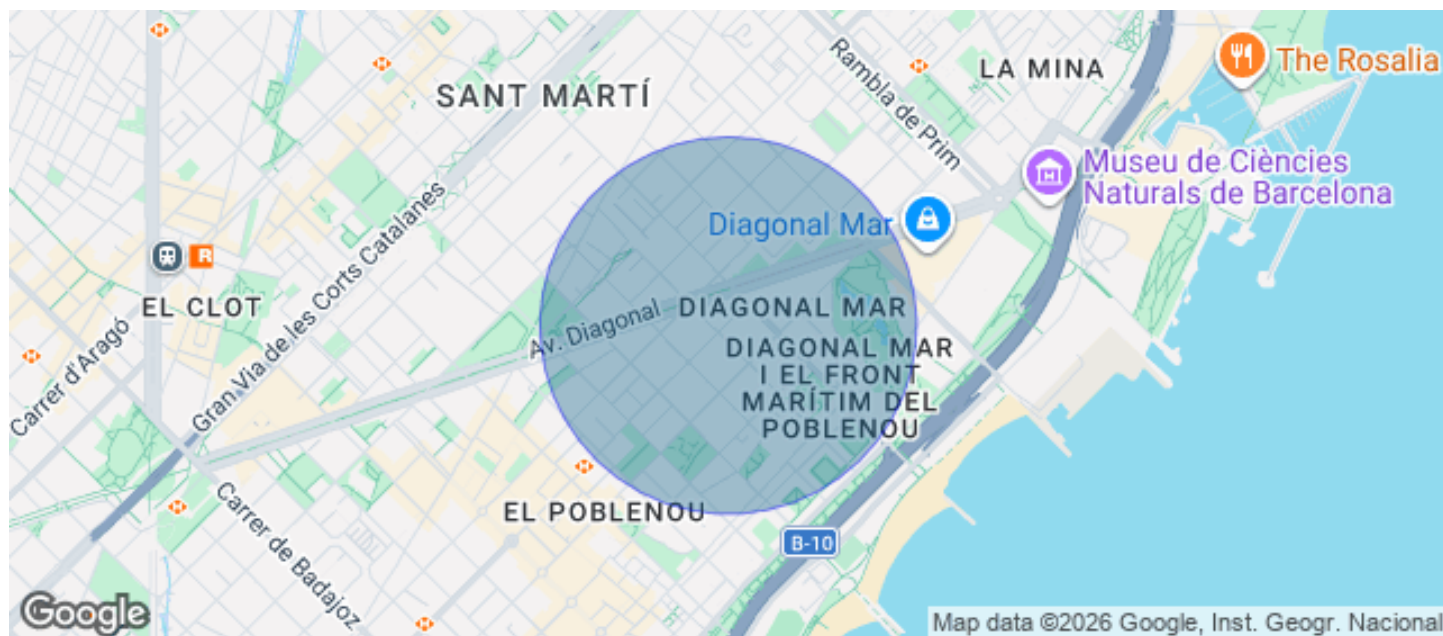 SANT MARTÍ
Rambla de Prim
LA MINA
The Rosalia
Museu de Ciències
Naturals de Barcelona
Diagonal Mar
R
EL CLOT
Gran Via de les Corts Catalanes
Carrer d'Aragó
Av. Diagonal
DIAGONAL MAR
DIAGONAL MAR
I EL FRONT
MARÍTIM DEL
POBLENOU
EL POBLENOU
Carrer de Badajoz
B-10
Google
Map data ©2026 Google, Inst. Geogr. Nacional